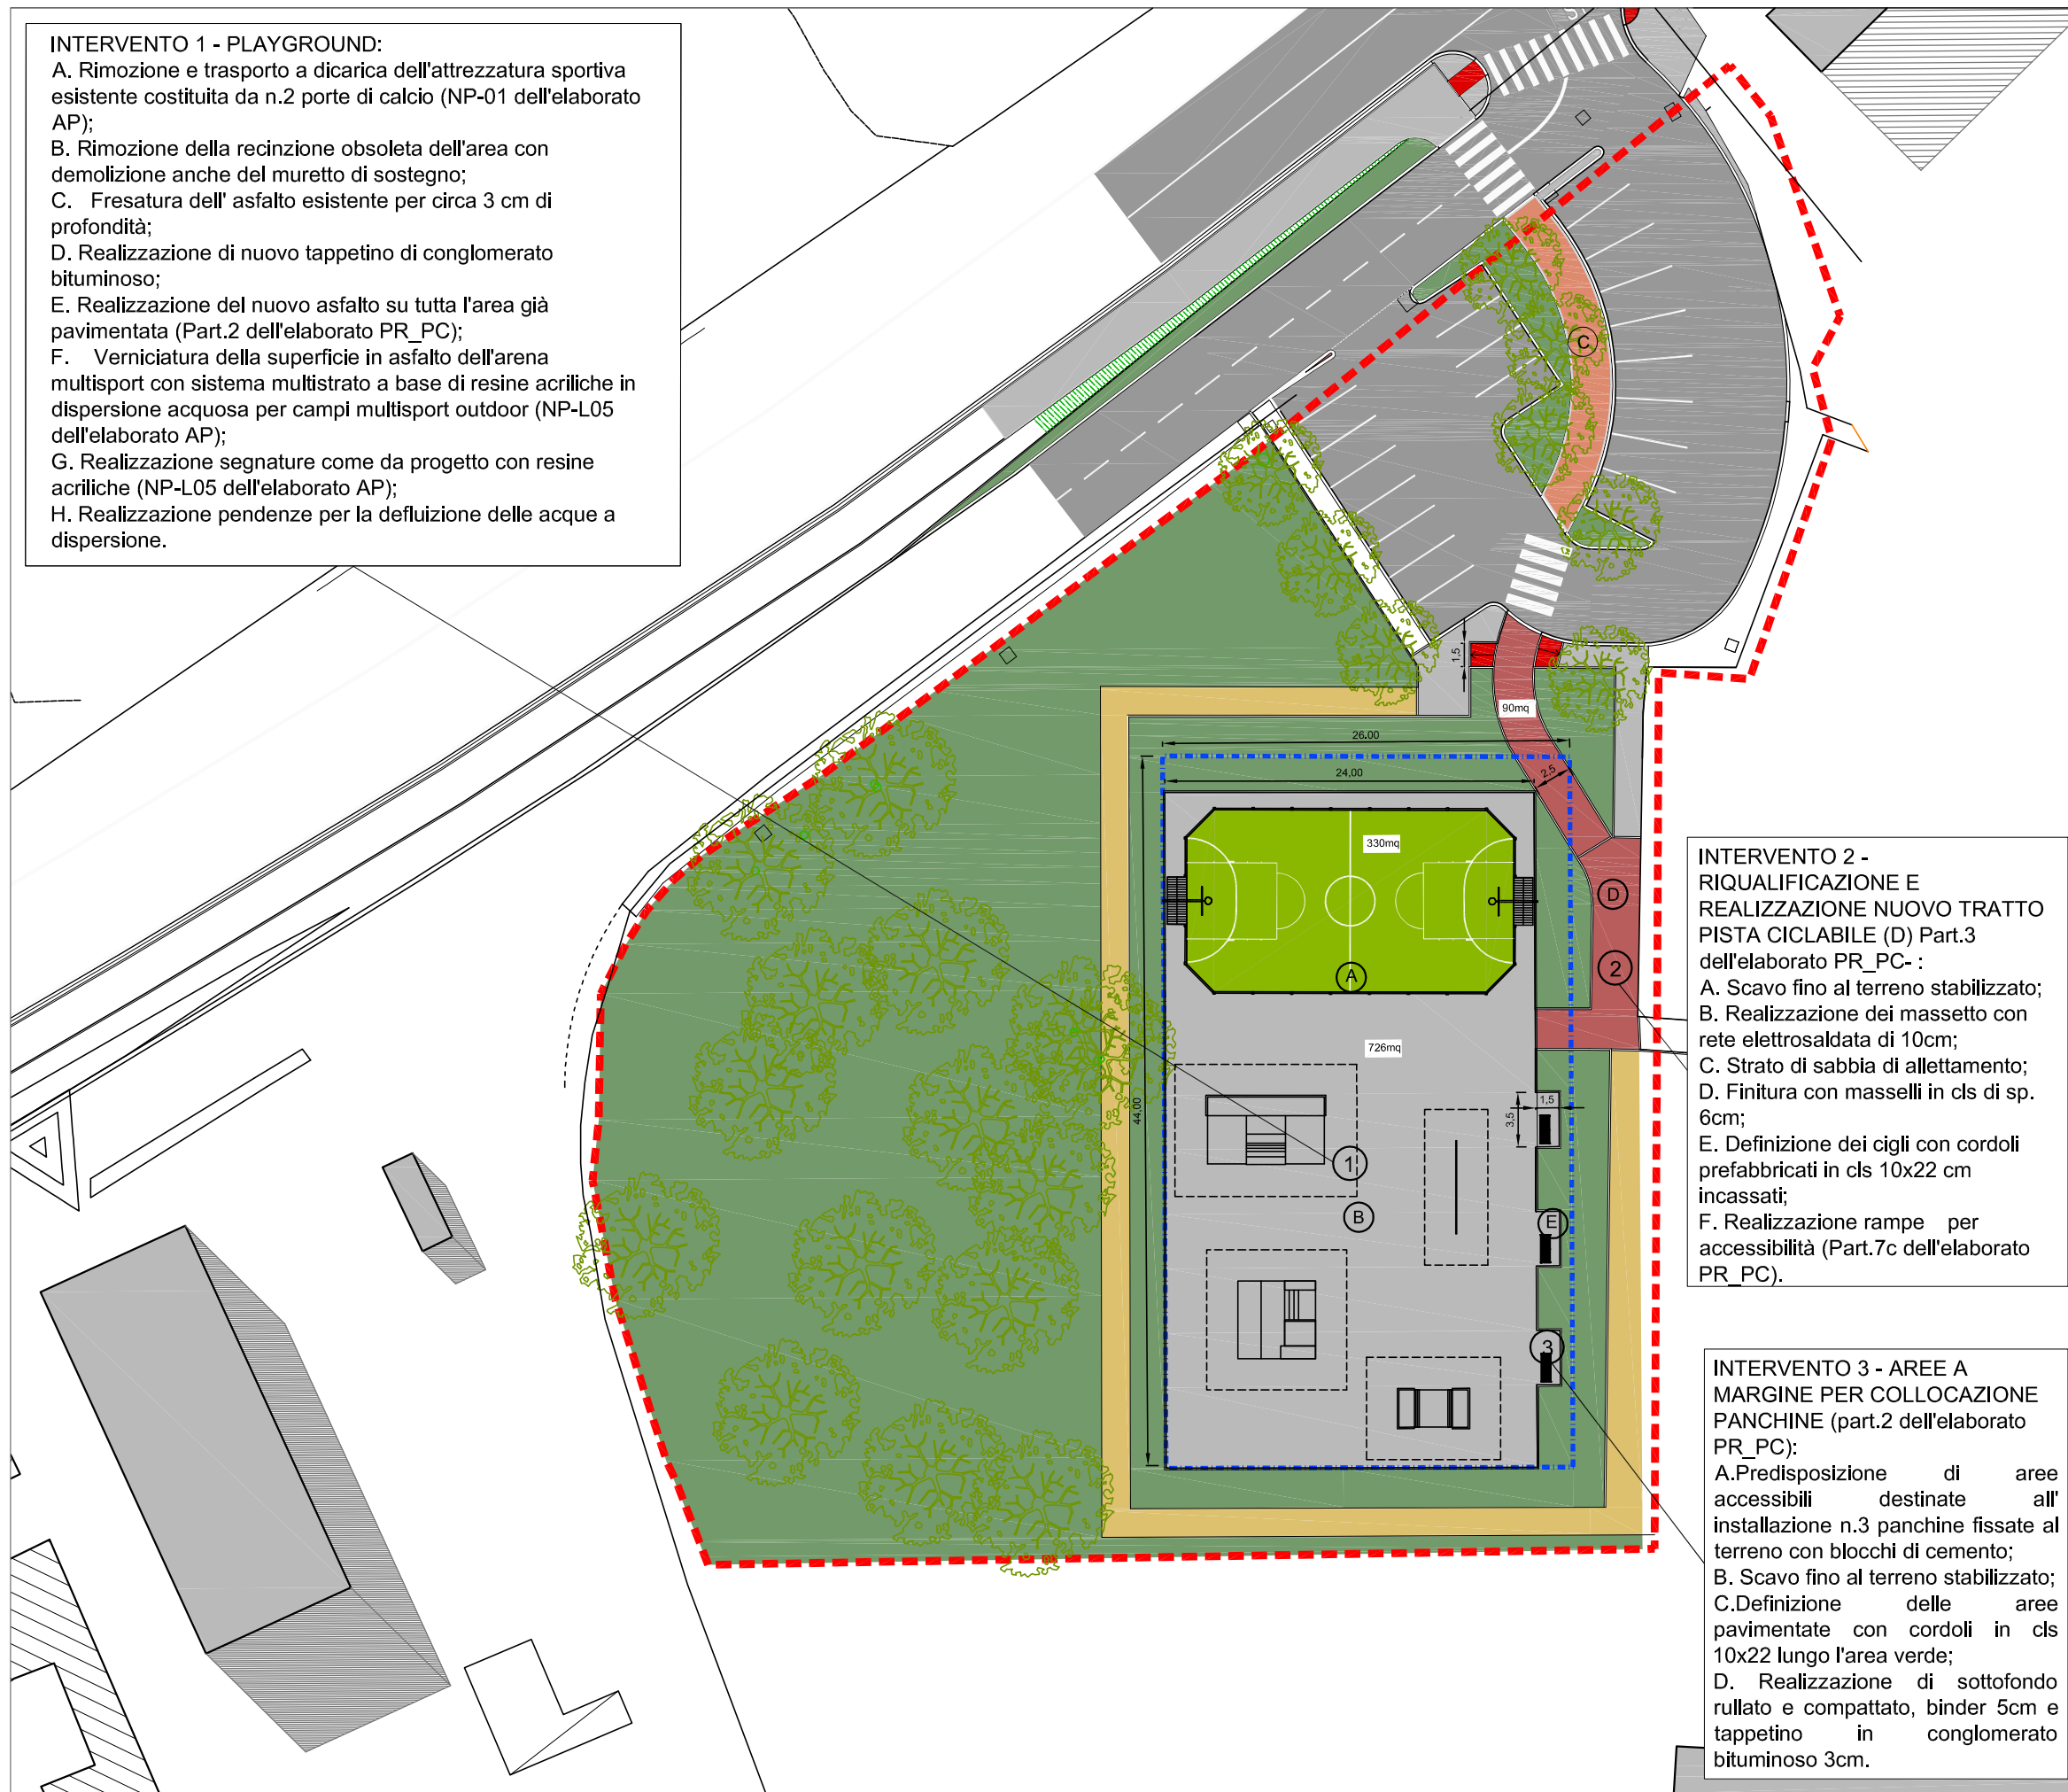 INTERVENTO 1 - PLAYGROUND:
A. Rimozione e trasporto a dicarica dell'attrezzatura sportiva
esistente costituita da n.2 porte di calcio (NP-01 dell'elaborato
AP);
B. Rimozione della recinzione obsoleta dell'area con
demolizione anche del muretto di sostegno;
C. Fresatura dell' asfalto esistente per circa 3 cm di
profondità;
D. Realizzazione di nuovo tappetino di conglomerato
bituminoso;
E. Realizzazione del nuovo asfalto su tutta l'area già
pavimentata (Part.2 dell'elaborato PR_PC);
F. Verniciatura della superficie in asfalto dell'arena
multisport con sistema multistrato a base di resine acriliche in
dispersione acquosa per campi multisport outdoor (NP-L05
dell'elaborato AP);
G. Realizzazione segnature come da progetto con resine
acriliche (NP-L05 dell'elaborato AP);
H. Realizzazione pendenze per la defluizione delle acque a
dispersione.
C
1,5
90mq
26.00
24,00
2,5
330mq
D
A
2
726mq
44,00
3,5
1,5
1
B
E
3
INTERVENTO 2 -
RIQUALIFICAZIONE E
REALIZZAZIONE NUOVO TRATTO
PISTA CICLABILE (D) Part.3
dell'elaborato PR_PC- :
A. Scavo fino al terreno stabilizzato;
B. Realizzazione dei massetto con
rete elettrosaldata di 10cm;
C. Strato di sabbia di allettamento;
D. Finitura con masselli in cls di sp.
6cm;
E. Definizione dei cigli con cordoli
prefabbricati in cls 10x22 cm
incassati;
F. Realizzazione rampe per
accessibilità (Part.7c dell'elaborato
PR_PC).
INTERVENTO 3 - AREE A
MARGINE PER COLLOCAZIONE
PANCHINE (part.2 dell'elaborato
PR_PC):
A.Predisposizione di aree
accessibili destinate all'
installazione n.3 panchine fissate al
terreno con blocchi di cemento;
B. Scavo fino al terreno stabilizzato;
C.Definizione delle aree
pavimentate con cordoli in cls
10x22 lungo l'area verde;
D. Realizzazione di sottofondo
rullato e compattato, binder 5cm e
tappetino in conglomerato
bituminoso 3cm.